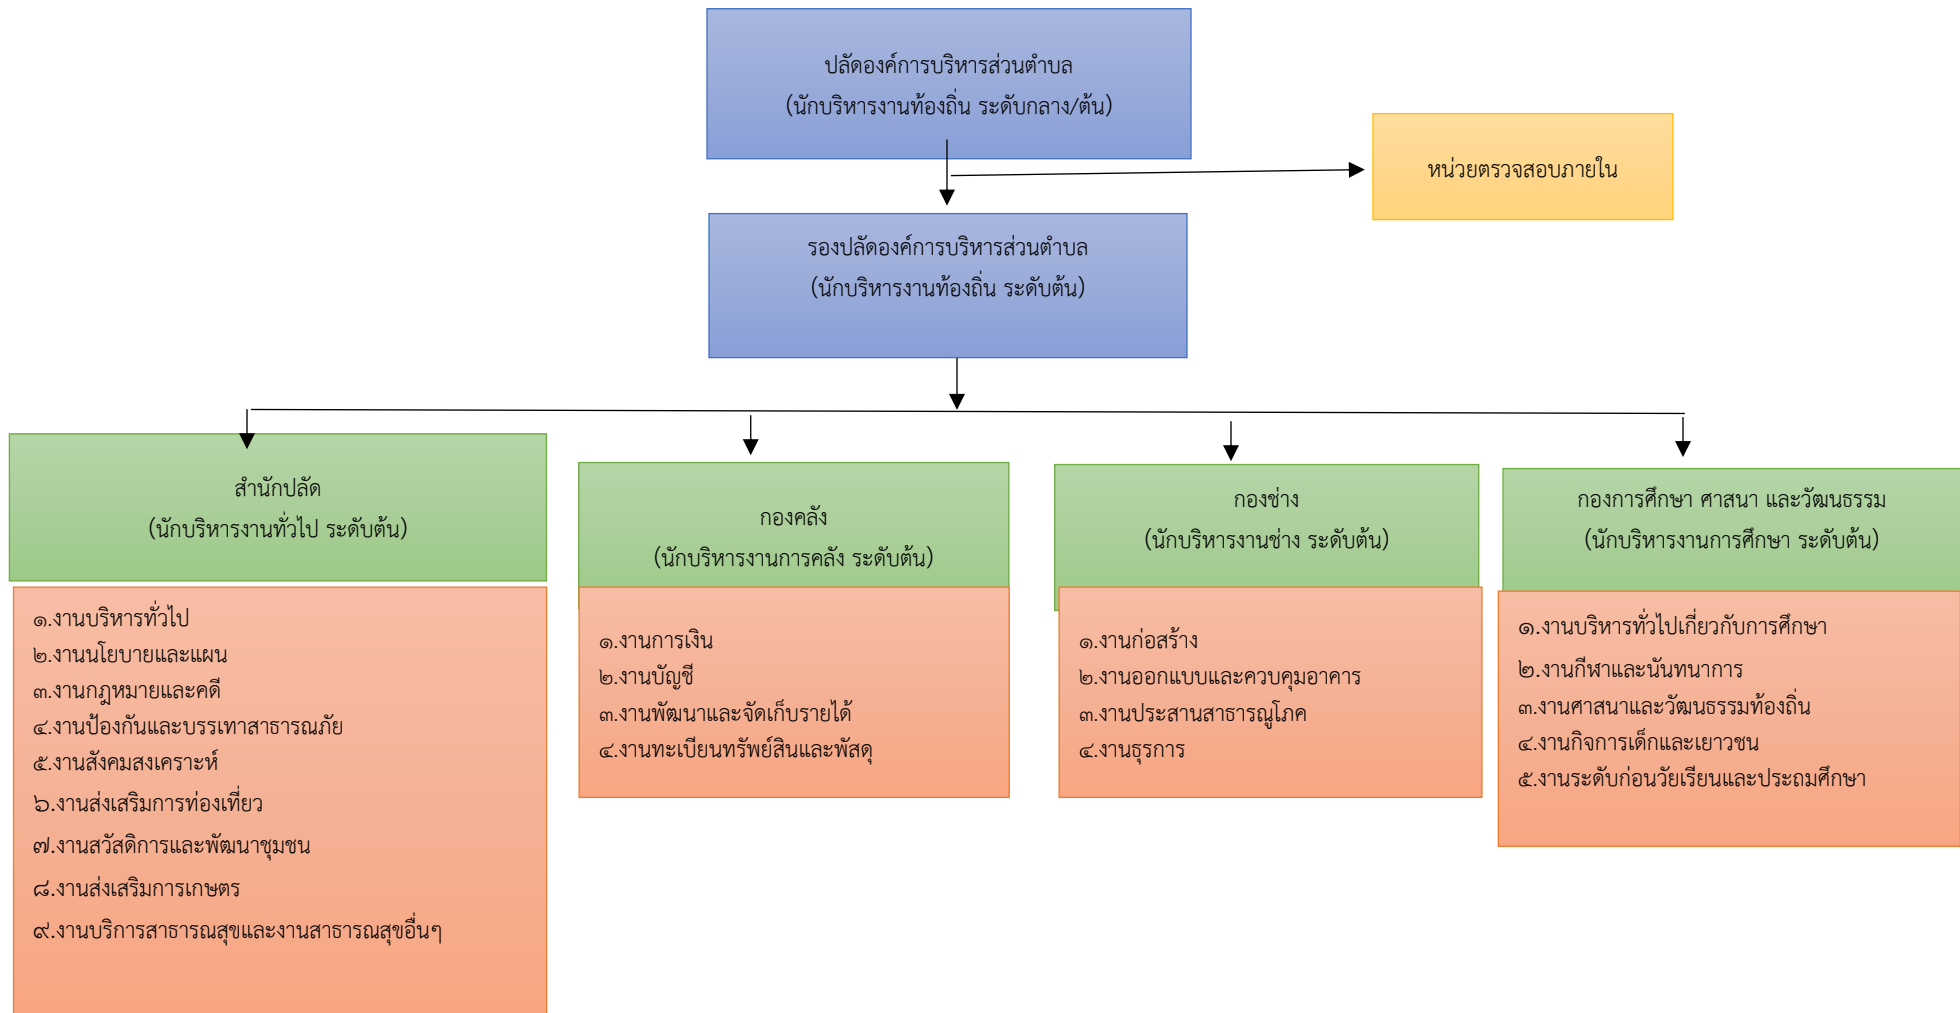 ปลัดองค์การบริหารส่วนตำบล
(นักบริหารงานท้องถิ่น ระดับกลาง/ต้น)
หน่วยตรวจสอบภายใน
รองปลัดองค์การบริหารส่วนตำบล
(นักบริหารงานท้องถิ่น ระดับต้น)
สำนักปลัด
(นักบริหารงานทั่วไป ระดับต้น)
๑.งานบริหารทั่วไป
๒.งานนโยบายและแผน
๓.งานกฎหมายและคดี
๔.งานป้องกันและบรรเทาสาธารณภัย
๕.งานสังคมสงเคราะห์
๖.งานส่งเสริมการท่องเที่ยว
๗.งานสวัสดิการและพัฒนาชุมชน
๘.งานส่งเสริมการเกษตร
๙.งานบริการสาธารณสุขและงานสาธารณสุขอื่นๆ
กองคลัง
(นักบริหารงานการคลัง ระดับต้น)
๑.งานการเงิน
๒.งานบัญชี
๓.งานพัฒนาและจัดเก็บรายได้
๔.งานทะเบียนทรัพย์สินและพัสดุ
กองช่าง
(นักบริหารงานช่าง ระดับต้น)
๑.งานก่อสร้าง
๒.งานออกแบบและควบคุมอาคาร
๓.งานประสานสาธารณูโภค
๔.งานธุรการ
กองการศึกษา ศาสนา และวัฒนธรรม
(นักบริหารงานการศึกษา ระดับต้น)
๑.งานบริหารทั่วไปเกี่ยวกับการศึกษา
๒.งานกีฬาและนันทนาการ
๓.งานศาสนาและวัฒนธรรมท้องถิ่น
๔.งานกิจการเด็กและเยาวชน
๕.งานระดับก่อนวัยเรียนและประถมศึกษา